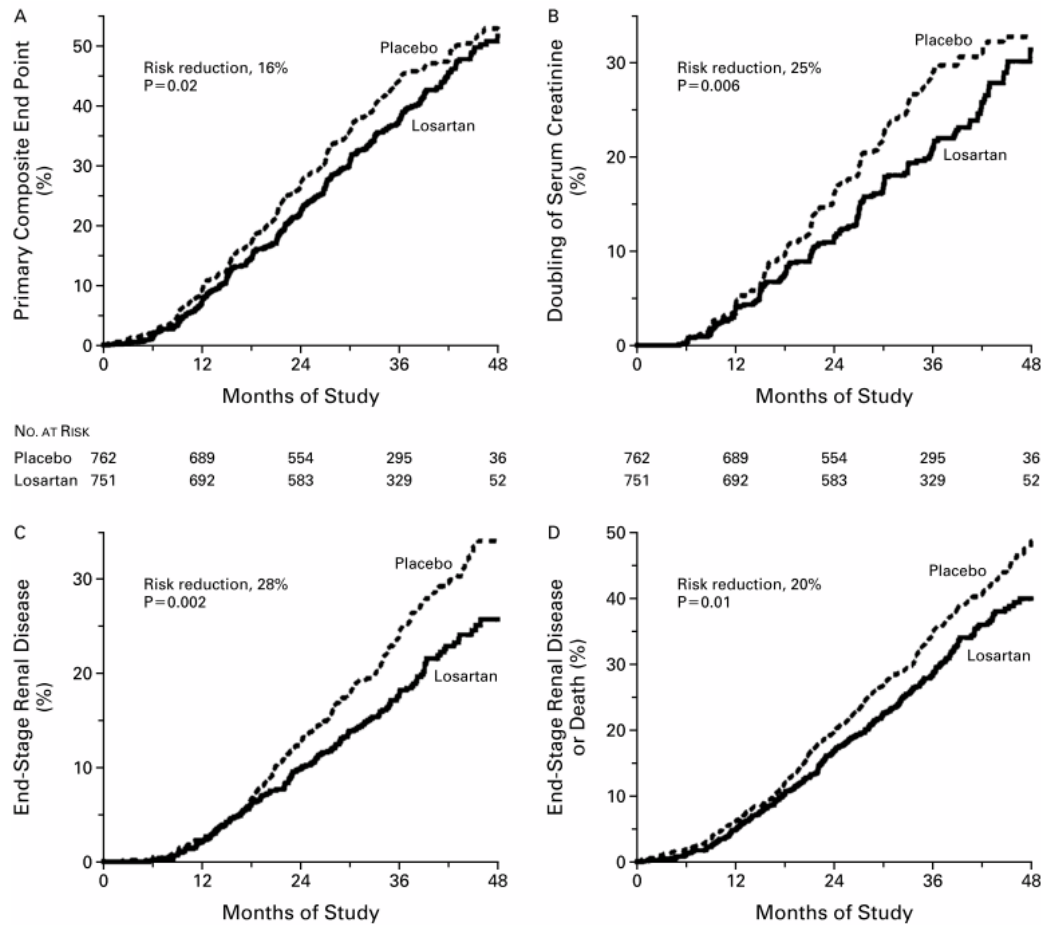 A
Primary Composite End Point
(%)
50
40
30
20
10
0
Risk reduction, 16%
P=0.02
Placebo
Losartan
0 12 24 36 48
Months of Study
B
Doubling of Serum Creatinine
(%)
30
20
10
0
Risk reduction, 25%
P=0.006
Placebo
Losartan
0 12 24 36 48
Months of Study
No. at Risk
Placebo 762 689 554 295 36 762 689 554 295 36
Losartan 751 692 583 329 52 751 692 583 329 52
C
End-Stage Renal Disease
(%)
30
20
10
0
Risk reduction, 28%
P=0.002
Placebo
Losartan
0 12 24 36 48
Months of Study
D
End-Stage Renal Disease
or Death (%)
50
40
30
20
10
0
Risk reduction, 20%
P=0.01
Placebo
Losartan
0 12 24 36 48
Months of Study